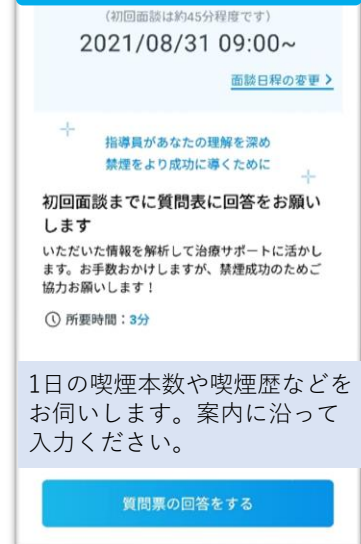 (初回面談は約45分程度です)
2021/08/31 09:00~
面談日程の変更 >
指導員があなたの理解を深め
禁煙をより成功に導くために
初回面談までに質問表に回答をお願い
します
いただいた情報を解析して治療サポートに活かし
ます。お手数おかけしますが、禁煙成功のためご
協力お願いします！
所要時間：3分
1日の喫煙本数や喫煙歴などを
お伺いします。案内に沿って
入力ください。
質問票の回答をする